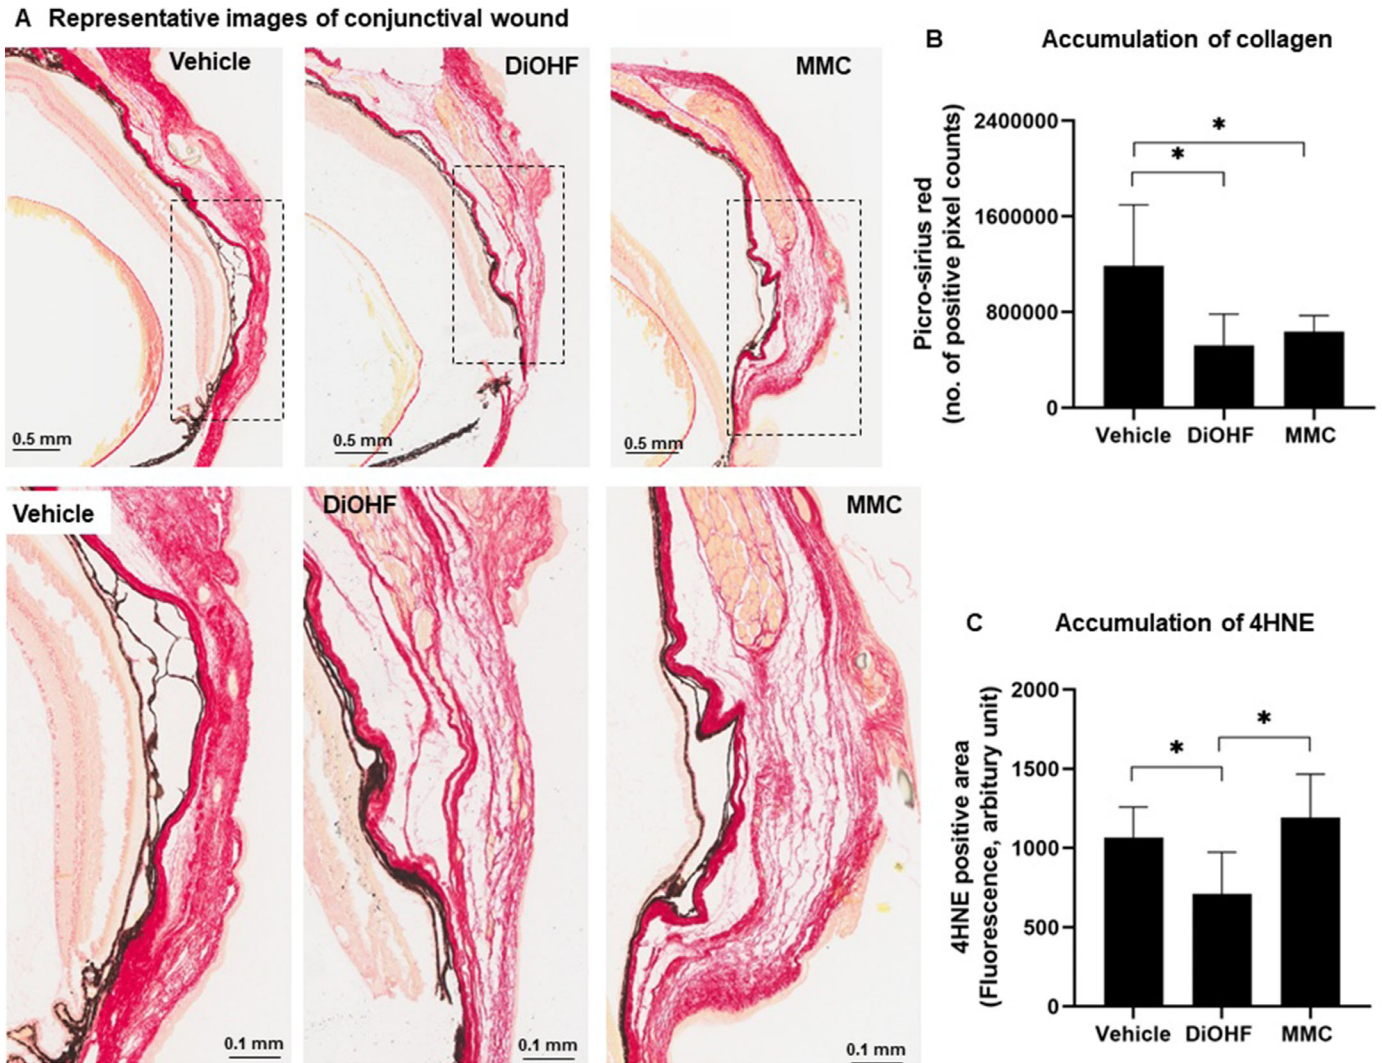 A Representative images of conjunctival wound
Vehicle
DiOHF
MMC
0.5 mm
0.5 mm
0.5 mm
Vehicle
DiOHF
MMC
0.1 mm
0.1 mm
0.1 mm
B Accumulation of collagen
Picro-sirius red
(no. of positive pixel counts)
2400000
1600000
800000
0
*
*
Vehicle DiOHF MMC
C Accumulation of 4HNE
4HNE positive area
(Fluorescence, arbitury unit)
2000
1500
1000
500
0
*
*
Vehicle DiOHF MMC